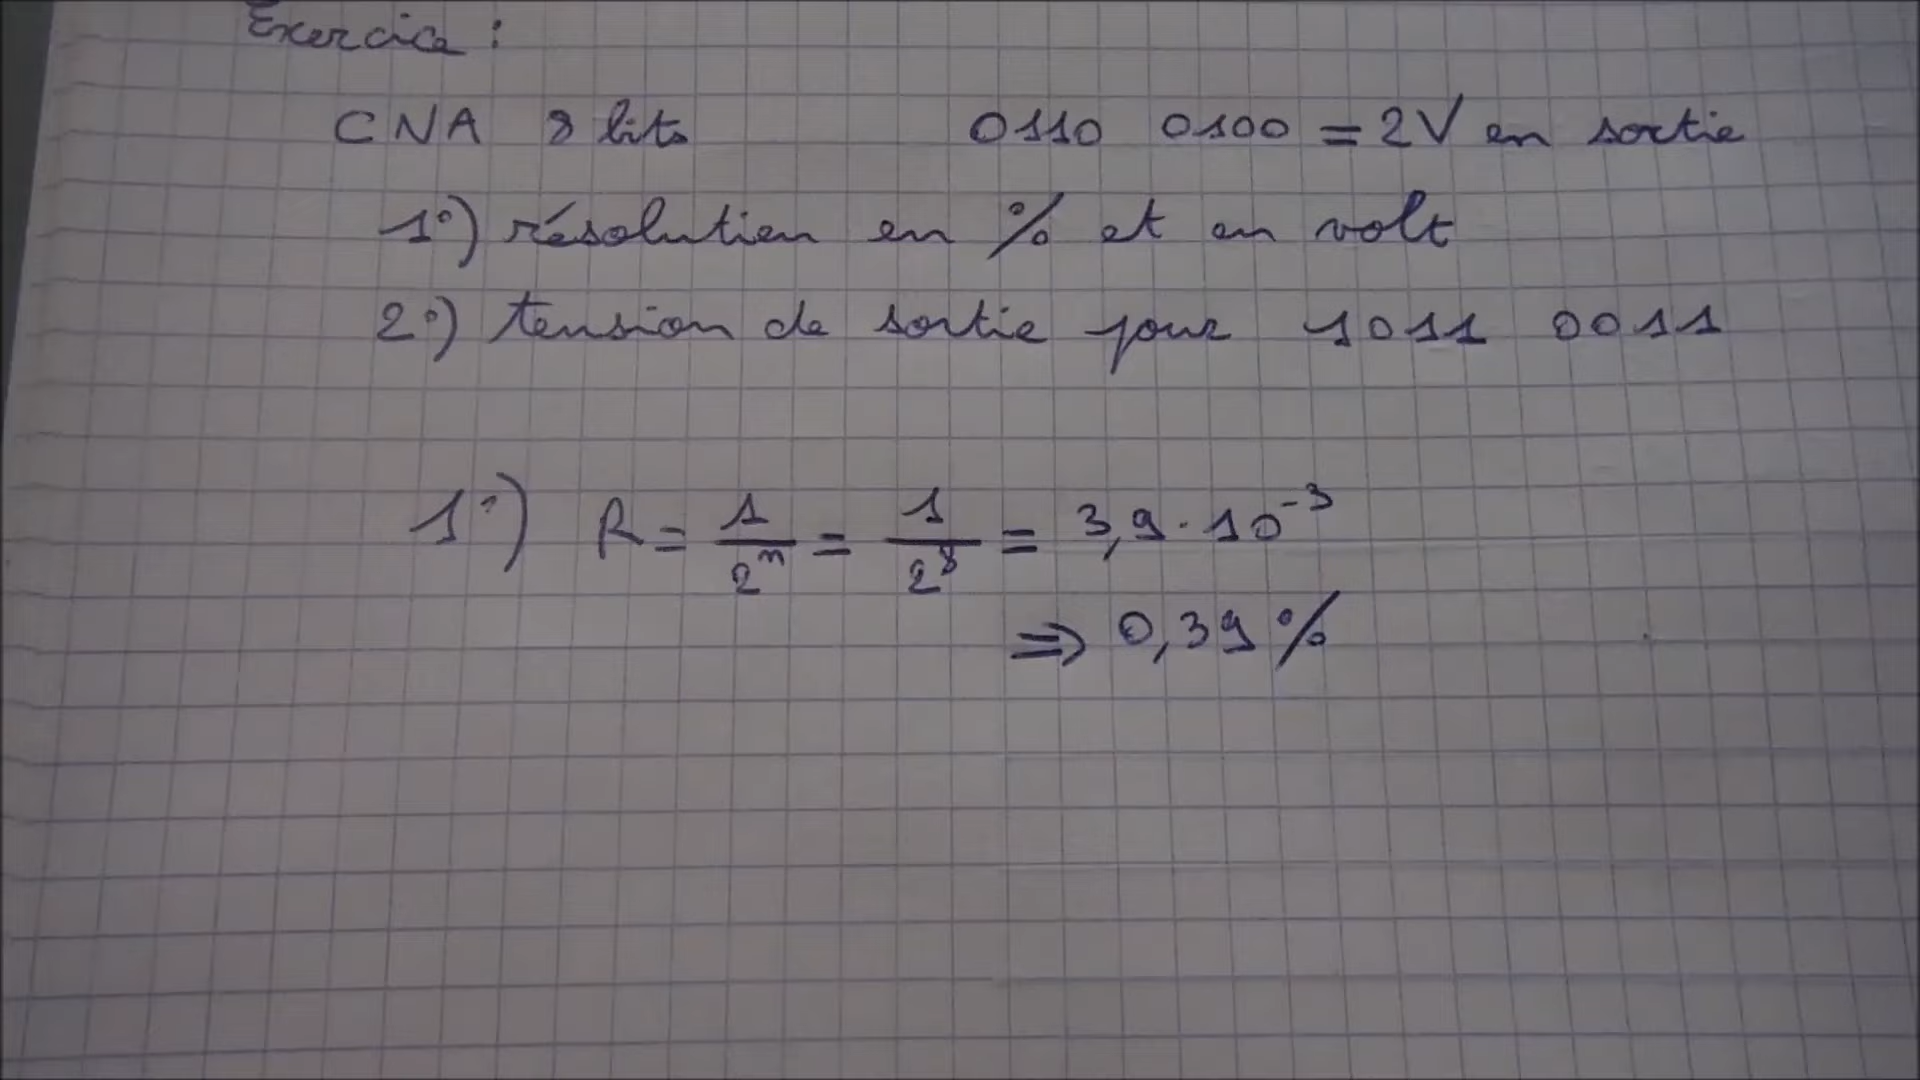 Exercice :
CNA 8 bits 0110 0100 = 2V en sortie
1°) résolution en % et en volt
2°) tension de sortie pour 1011 0011
1°) R = 1/2^n = 1/2^8 = 3,9 · 10^-3
⇒ 0,39 %